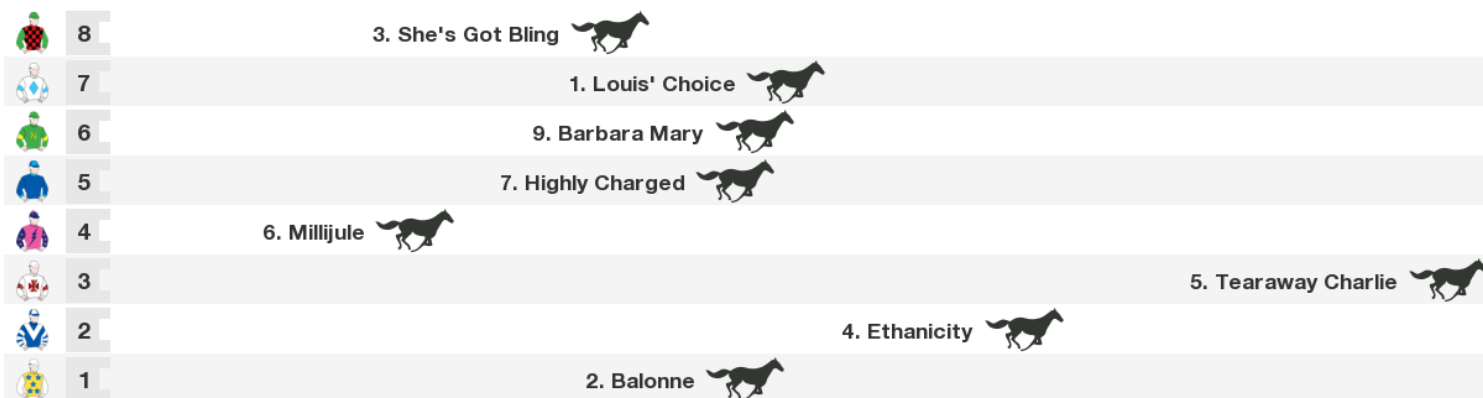 8 3. She's Got Bling
7 1. Louis' Choice
6 9. Barbara Mary
5 7. Highly Charged
4 6. Millijule
3 5. Tearaway Charlie
2 4. Ethanicity
1 2. Balonne